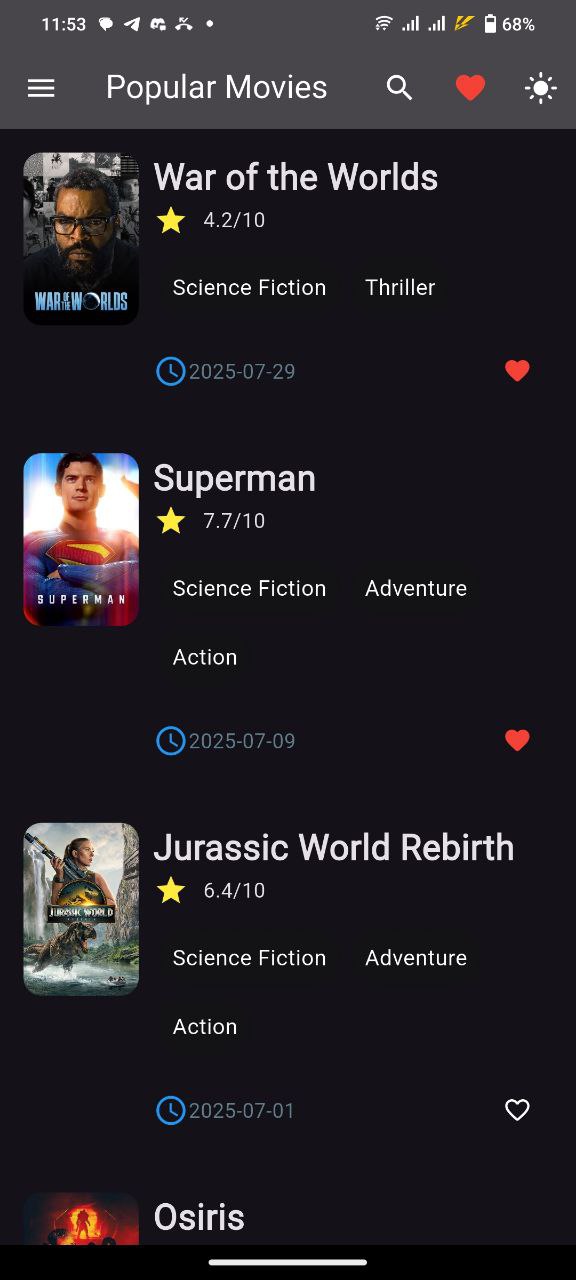 11:53 68%
Popular Movies
War of the Worlds
4.2/10
WAR OF THE WORLDS
Science Fiction Thriller
2025-07-29
Superman
7.7/10
SUPERMAN
Science Fiction Adventure
Action
2025-07-09
Jurassic World Rebirth
6.4/10
JURASSIC WORLD
Science Fiction Adventure
Action
2025-07-01
Osiris